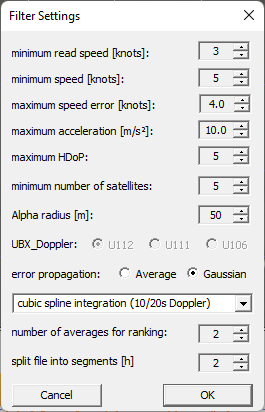 Filter Settings
minimum read speed [knots] 3
minimum speed [knots]: 5
maximum speed error [knots]: 4.0
maximum acceleration [m/s²]: 10.0
maximum HDoP: 5
minimum number of satellites: 5
Alpha radius [m]: 50
UBX_Doppler: U112 U111 U106
error propagation: Average Gaussian
cubic spline integration (10/20s Doppler)
number of averages for ranking: 2
split file into segments [h] 2
Cancel OK